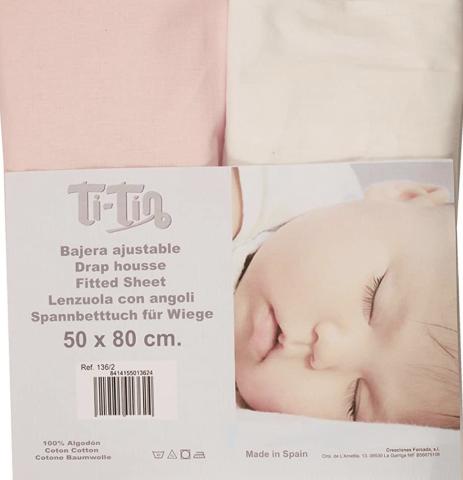 Ti-Tin
Bajera ajustable
Drap housse
Fitted Sheet
Lenzuola con angoli
Spannbetttuch für Wiege
50 x 80 cm.
Ref. 136/2
8414155013624
100% Algodón
Coton Cotton
Cotone Baumwolle
Made in Spain
Creaciones Forcada, s.l.